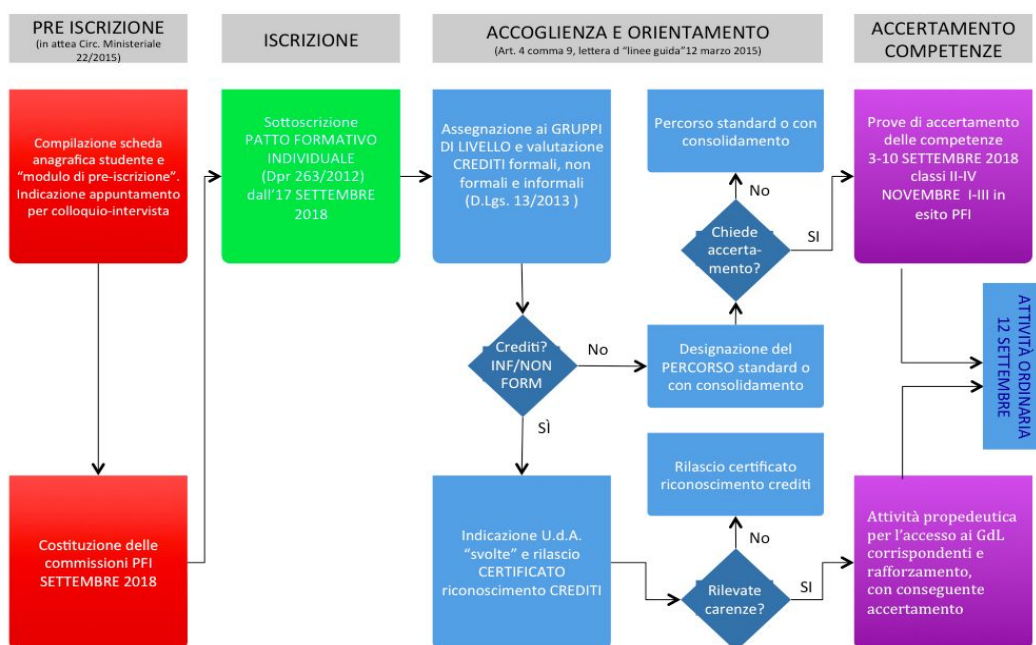 PRE ISCRIZIONE
(in attea Circ. Ministeriale
22/2015)
ISCRIZIONE
ACCOGLIENZA E ORIENTAMENTO
(Art. 4 comma 9, lettera d "linee guida"12 marzo 2015)
ACCERTAMENTO
COMPETENZE
Compilazione scheda
anagrafica studente e
"modulo di pre-iscrizione".
Indicazione appuntamento
per colloquio-intervista
Sottoscrizione
PATTO FORMATIVO
INDIVIDUALE
(Dpr 263/2012)
dall'17 SETTEMBRE
2018
Assegnazione ai GRUPPI
DI LIVELLO e valutazione
CREDITI formali, non
formali e informali
(D.Lgs. 13/2013 )
Percorso standard o con
consolidamento
No
Chiede
accerta-
mento?
SI
Prove di accertamento
delle competenze
3-10 SETTEMBRE 2018
classi II-IV
NOVEMBRE I-III in
esito PFI
ATTIVITÀ ORDINARIA
12 SETTEMBRE
Crediti?
INF/NON
FORM
No
Designazione del
PERCORSO standard o
con consolidamento
SÌ
Costituzione delle
commissioni PFI
SETTEMBRE 2018
Indicazione U.d.A.
"svolte" e rilascio
CERTIFICATO
riconoscimento CREDITI
Rilascio certificato
riconoscimento crediti
No
Rilevate
carenze?
SI
Attività propedeutica
per l'accesso ai GdL
corrispondenti e
rafforzamento,
con conseguente
accertamento